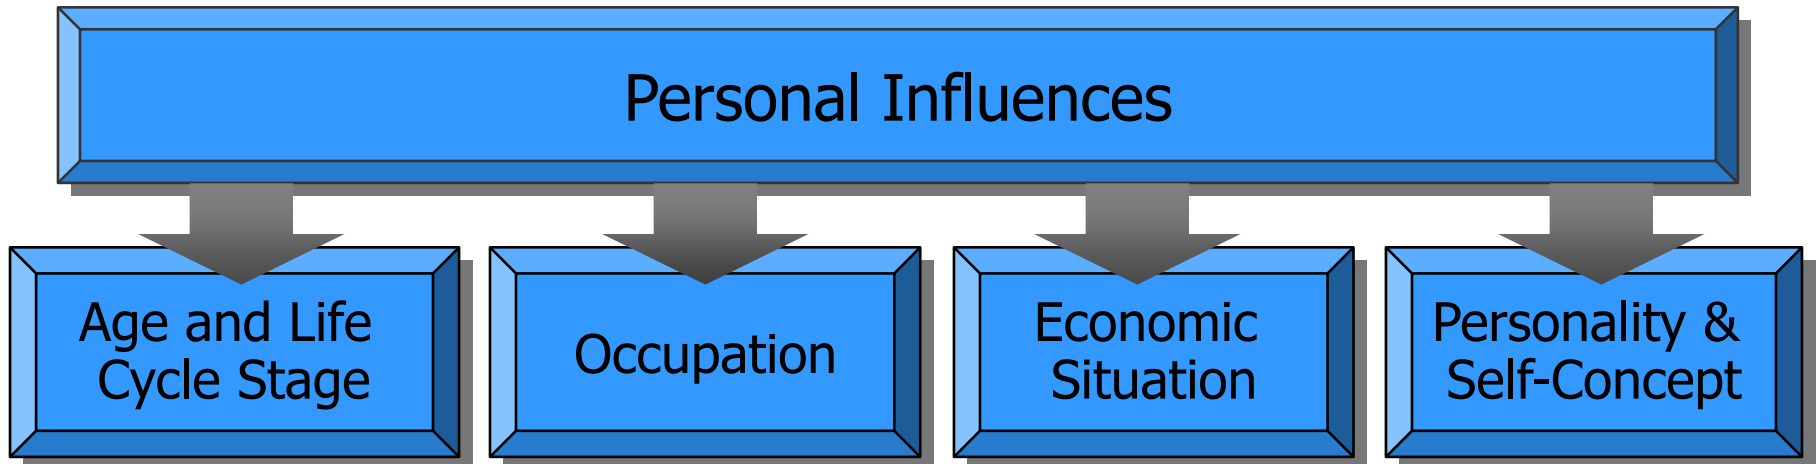 Personal Influences
Age and Life
Cycle Stage
Occupation
Economic
Situation
Personality &
Self-Concept